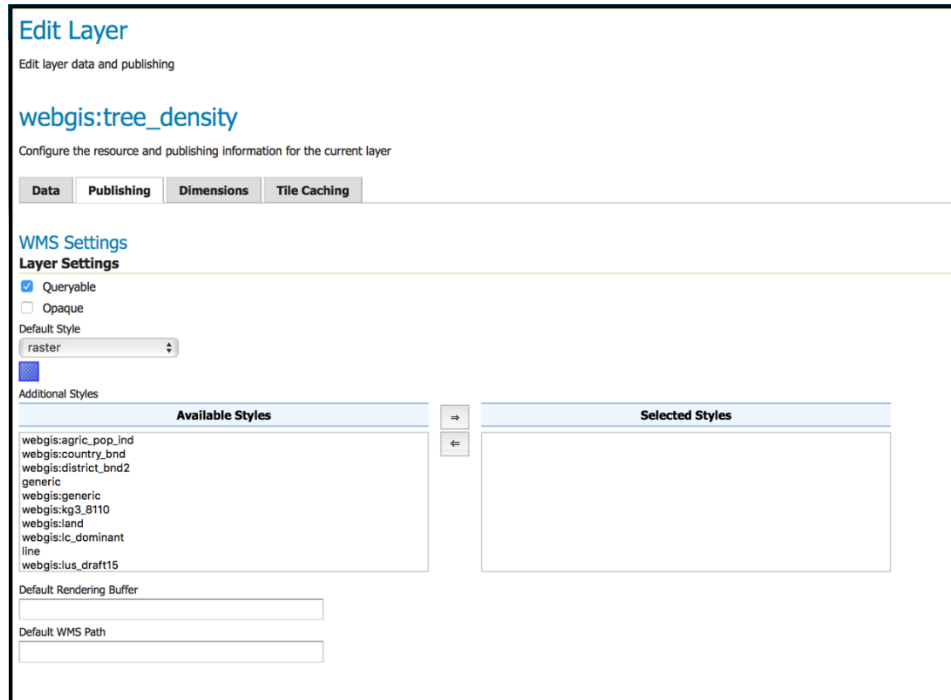 Edit Layer
Edit layer data and publishing
webgis:tree_density
Configure the resource and publishing information for the current layer
Data Publishing Dimensions Tile Caching
WMS Settings
Layer Settings
Queryable
Opaque
Default Style
raster
Additional Styles
Available Styles ⇒ Selected Styles
⇐
webgis:agric_pop_ind
webgis:country_bnd
webgis:district_bnd2
generic
webgis:generic
webgis:kg3_8110
webgis:land
webgis:lc_dominant
line
webgis:lus_draft15
Default Rendering Buffer
Default WMS Path